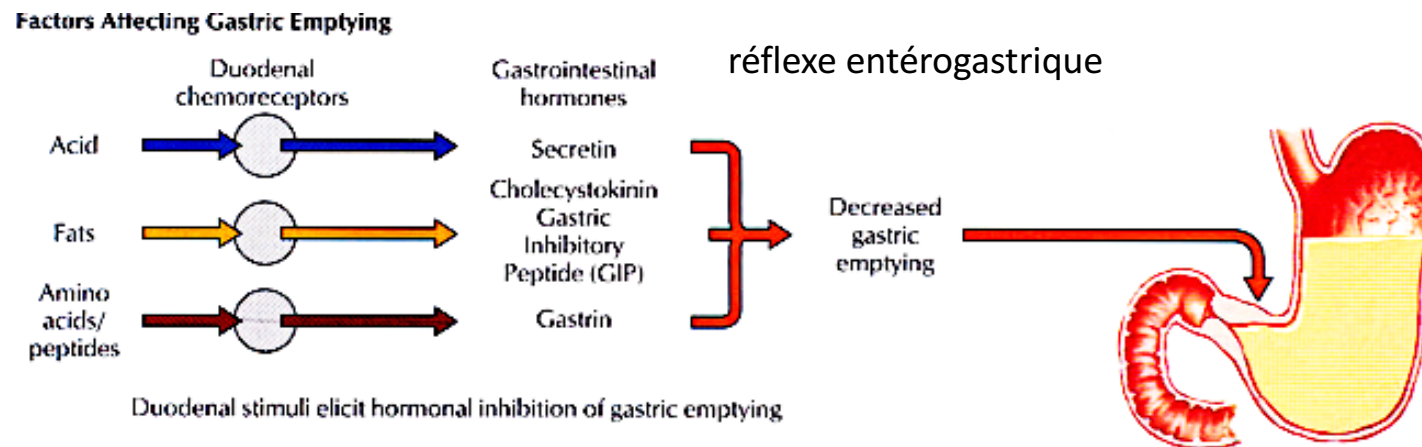 Factors Affecting Gastric Emptying
réflexe entérogastrique
Duodenal
chemoreceptors
Gastrointestinal
hormones
Acid
Secretin
Fats
Cholecystokinin
Gastric
Inhibitory
Peptide (GIP)
Amino
acids/
peptides
Gastrin
Decreased
gastric
emptying
Duodenal stimuli elicit hormonal inhibition of gastric emptying